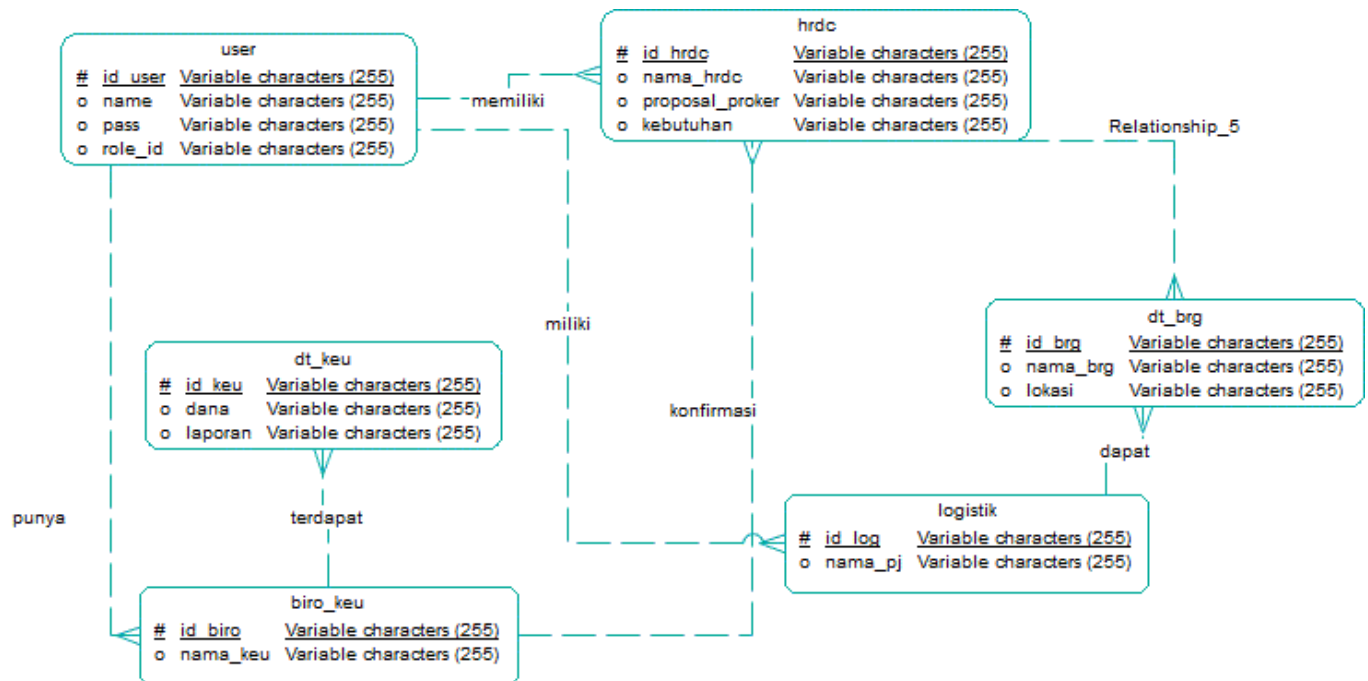 user
# id_user Variable characters (255)
o name Variable characters (255)
o pass Variable characters (255)
o role_id Variable characters (255)
memiliki
hrdc
# id_hrdc Variable characters (255)
o nama_hrdc Variable characters (255)
o proposal_proker Variable characters (255)
o kebutuhan Variable characters (255)
Relationship_5
miliki
dt_brg
# id_brg Variable characters (255)
o nama_brg Variable characters (255)
o lokasi Variable characters (255)
dt_keu
# id_keu Variable characters (255)
o dana Variable characters (255)
o laporan Variable characters (255)
konfirmasi
dapat
punya
terdapat
logistik
# id_log Variable characters (255)
o nama_pj Variable characters (255)
biro_keu
# id_biro Variable characters (255)
o nama_keu Variable characters (255)